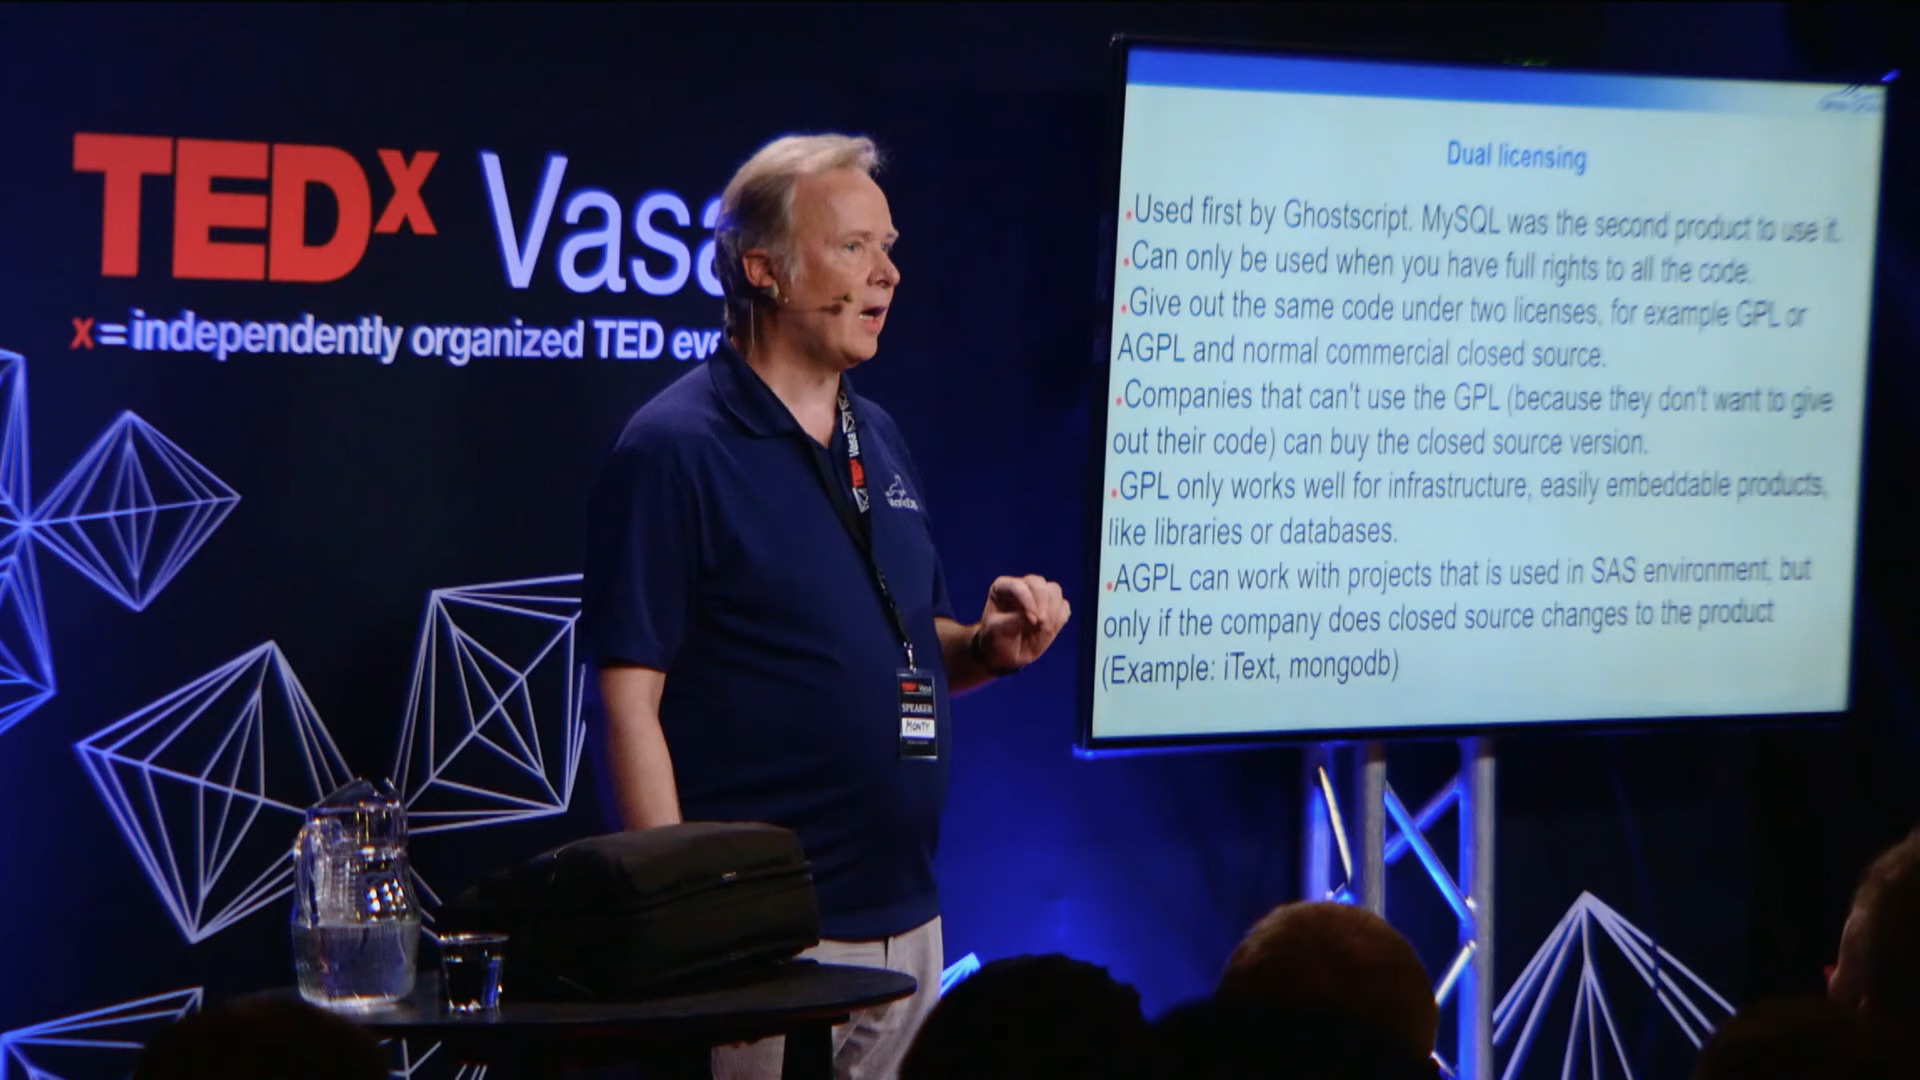 TEDx Vasa
x = independently organized TED eve
Dual licensing
•Used first by Ghostscript. MySQL was the second product to use it.
•Can only be used when you have full rights to all the code.
•Give out the same code under two licenses, for example GPL or
AGPL and normal commercial closed source.
•Companies that can't use the GPL (because they don't want to give
out their code) can buy the closed source version.
•GPL only works well for infrastructure, easily embeddable products,
like libraries or databases.
•AGPL can work with projects that is used in SAS environment, but
only if the company does closed source changes to the product
(Example: iText, mongodb)
Vasa
TEDx Vasa
SPEAKER
MONTY